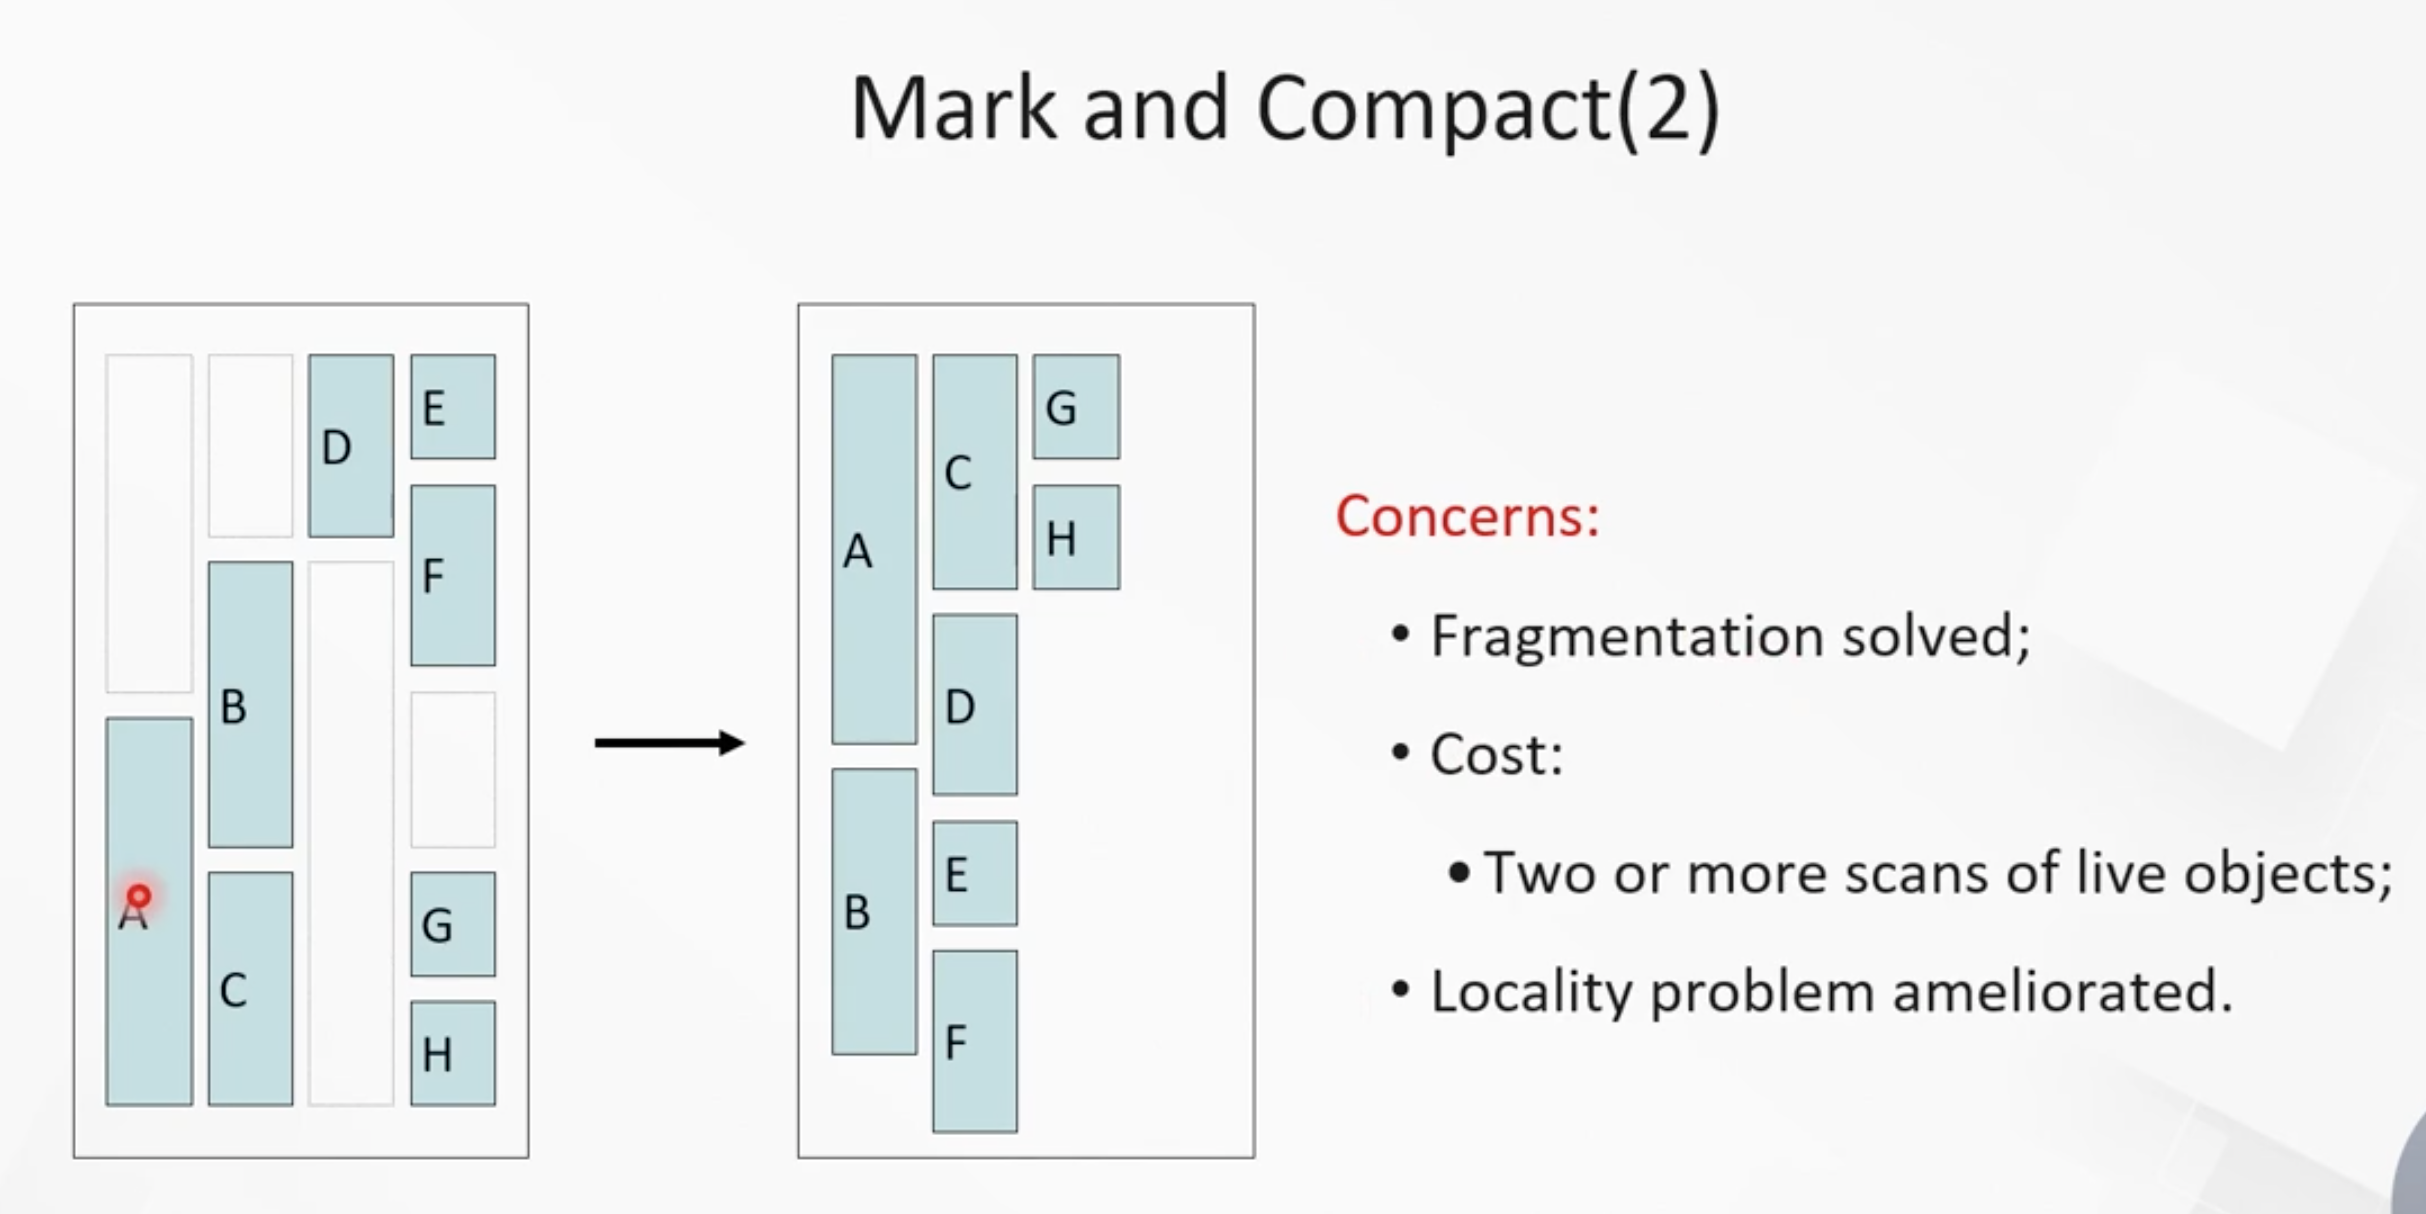 Mark and Compact(2)
D
E
F
B
A
C
G
H
A
C
G
H
D
B
E
F
Concerns:
• Fragmentation solved;
• Cost:
• Two or more scans of live objects;
• Locality problem ameliorated.